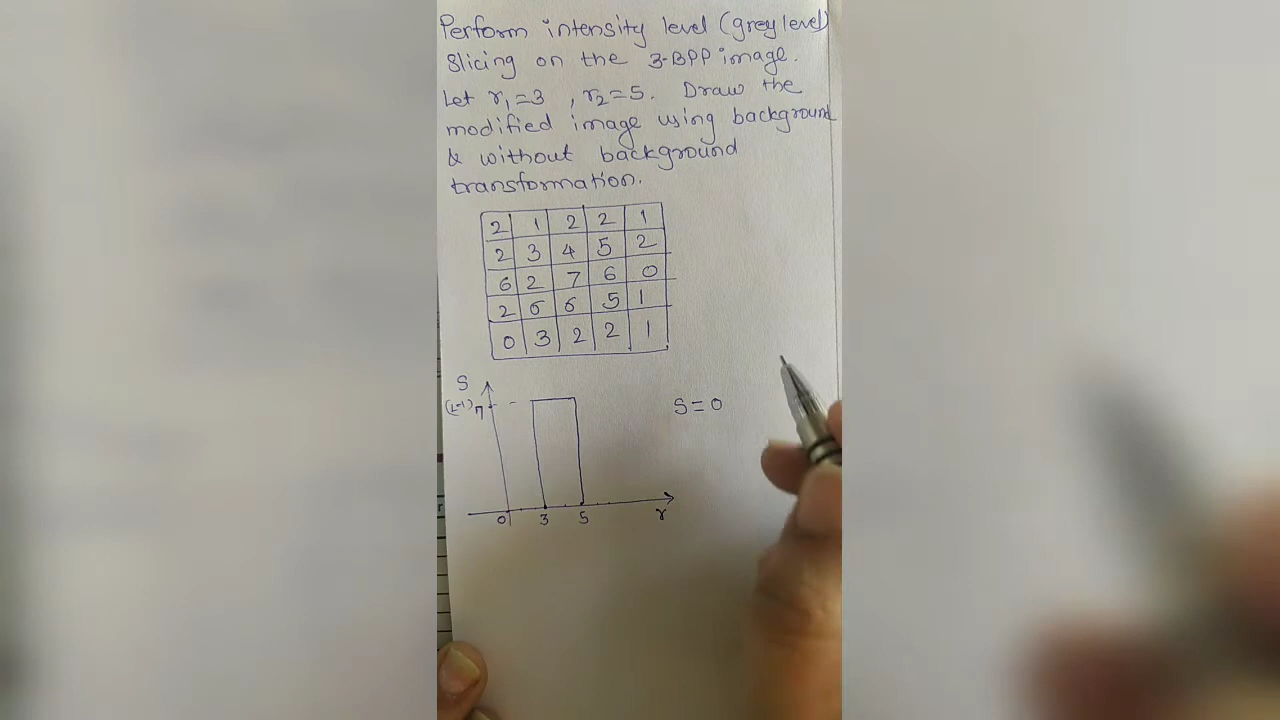 Perform intensity level (grey level)
Slicing on the 3-BPP image.
Let r1=3 , r2=5. Draw the
modified image using background
& without background
transformation.
2 1 2 2 1
2 3 4 5 2
6 2 7 6 0
2 6 6 5 1
0 3 2 2 1
S
(L-1) 7
S = 0
0 3 5 r